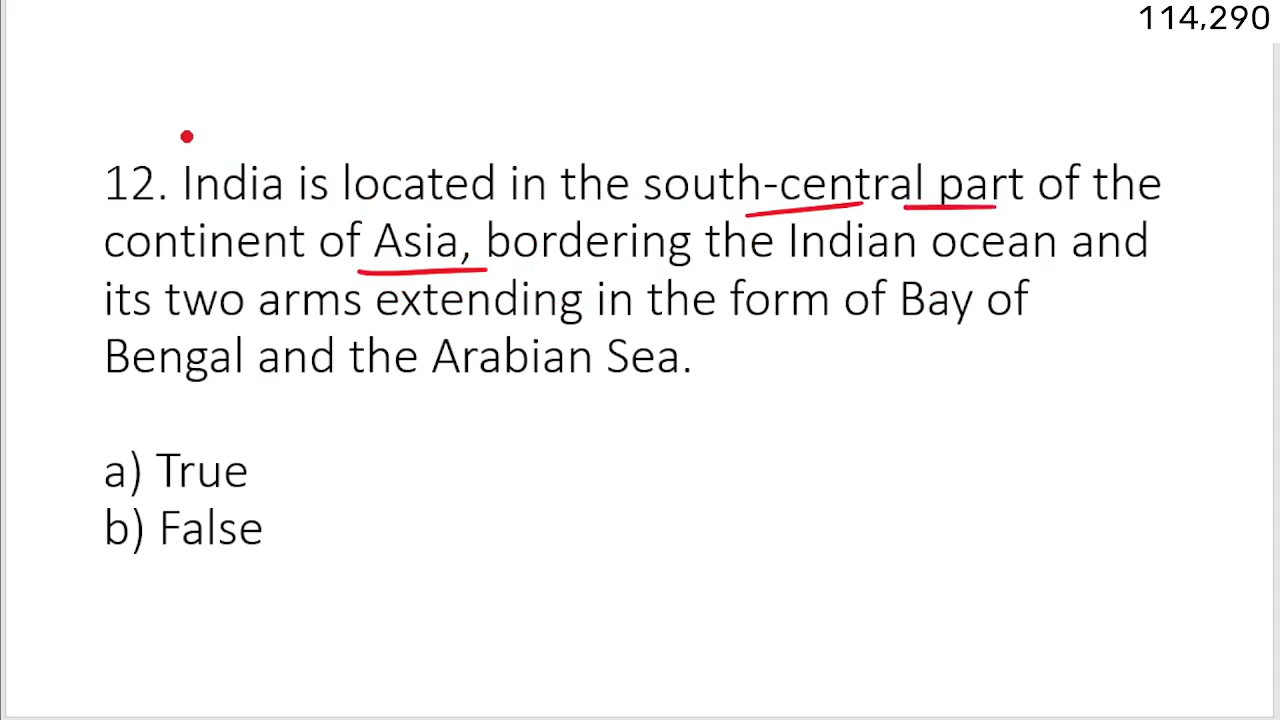 114,290
12. India is located in the south-central part of the
continent of Asia, bordering the Indian ocean and
its two arms extending in the form of Bay of
Bengal and the Arabian Sea.
a) True
b) False